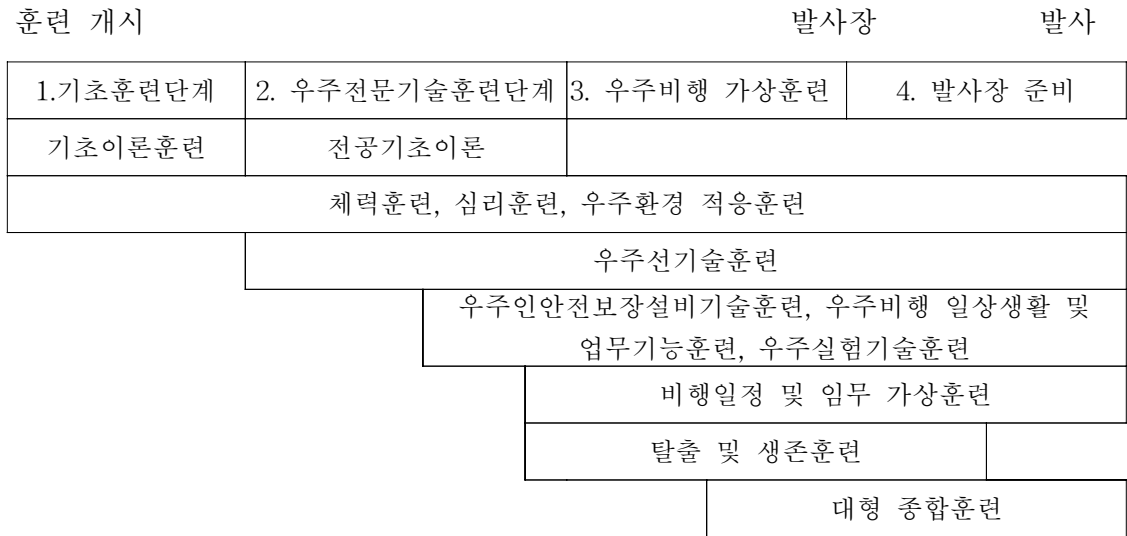 훈련 개시 발사장 발사
1.기초훈련단계 2. 우주전문기술훈련단계 3. 우주비행 가상훈련 4. 발사장 준비
기초이론훈련 전공기초이론
체력훈련, 심리훈련, 우주환경 적응훈련
우주선기술훈련
우주인안전보장설비기술훈련, 우주비행 일상생활 및
업무기능훈련, 우주실험기술훈련
비행일정 및 임무 가상훈련
탈출 및 생존훈련
대형 종합훈련